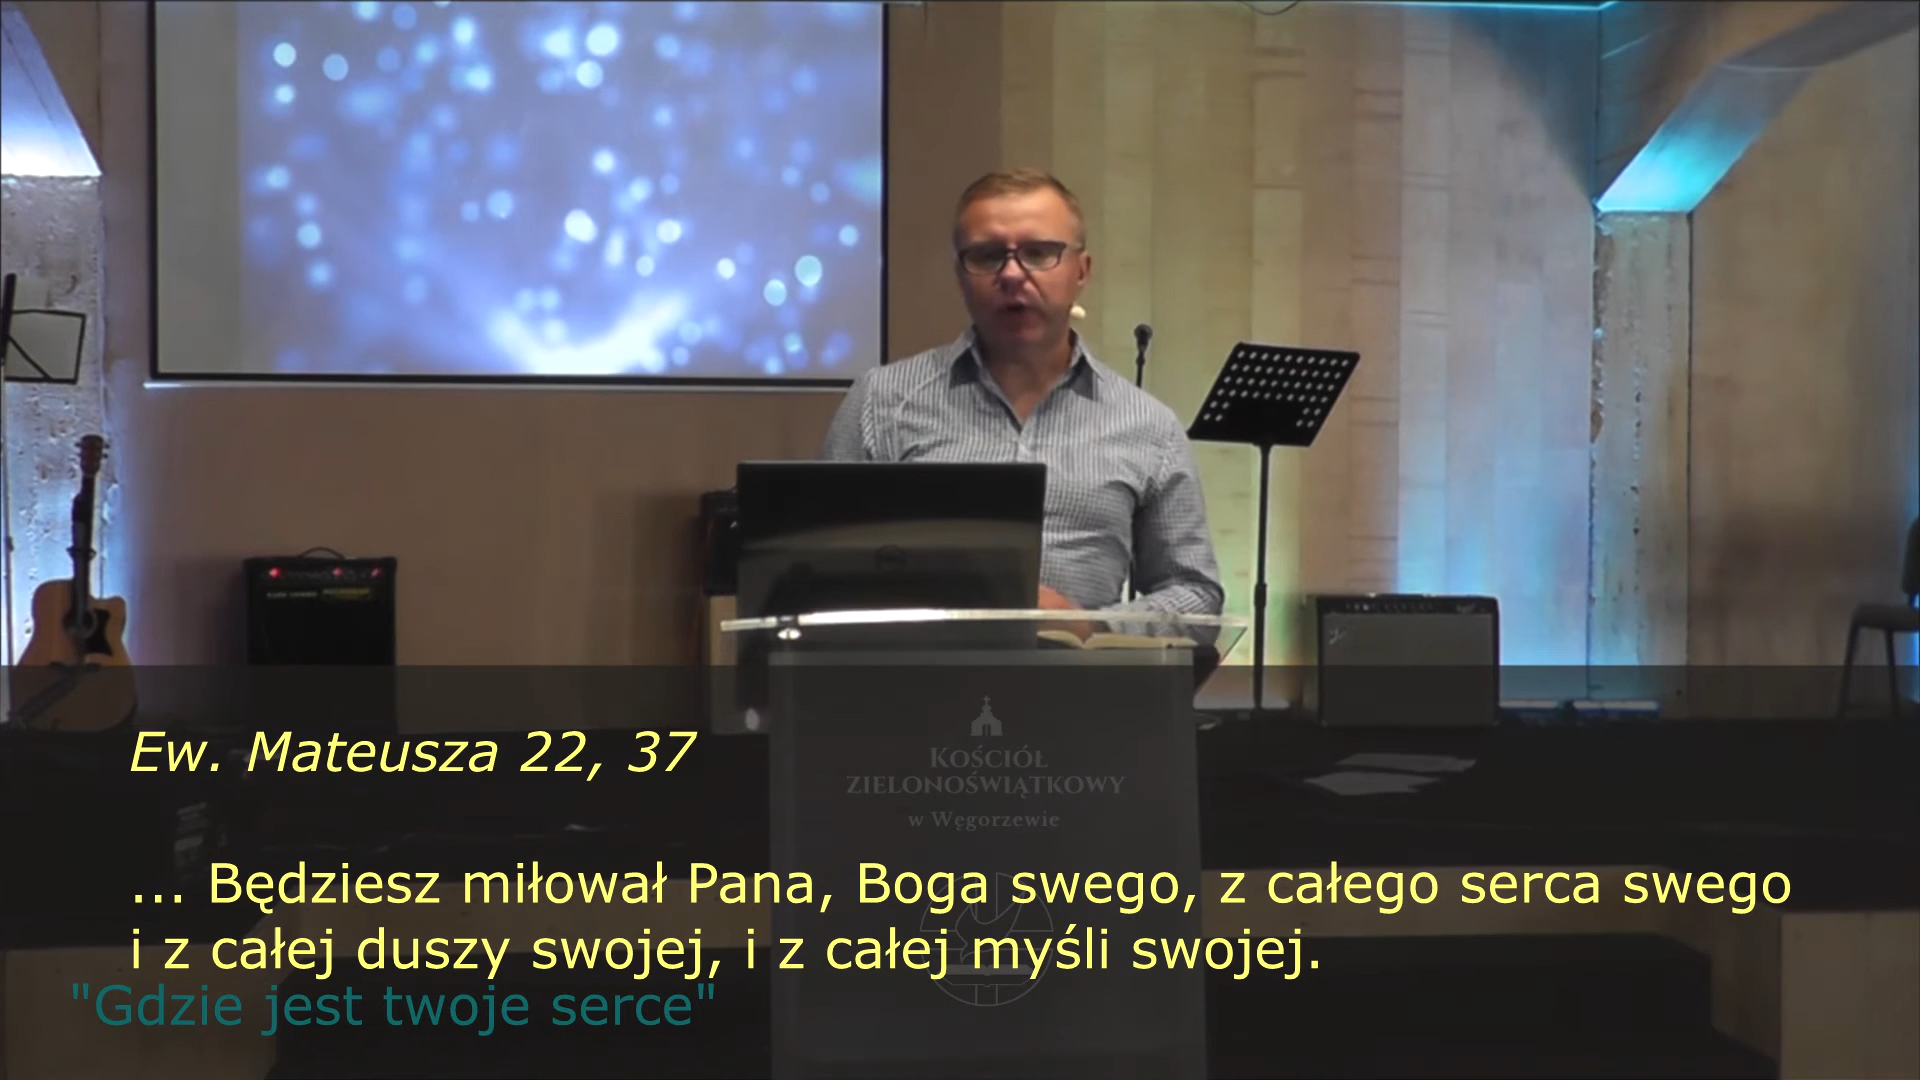 Kościół
zielonoświątkowy
w Węgorzewie
Ew. Mateusza 22, 37
... Będziesz miłował Pana, Boga swego, z całego serca swego
i z całej duszy swojej, i z całej myśli swojej.
"Gdzie jest twoje serce"